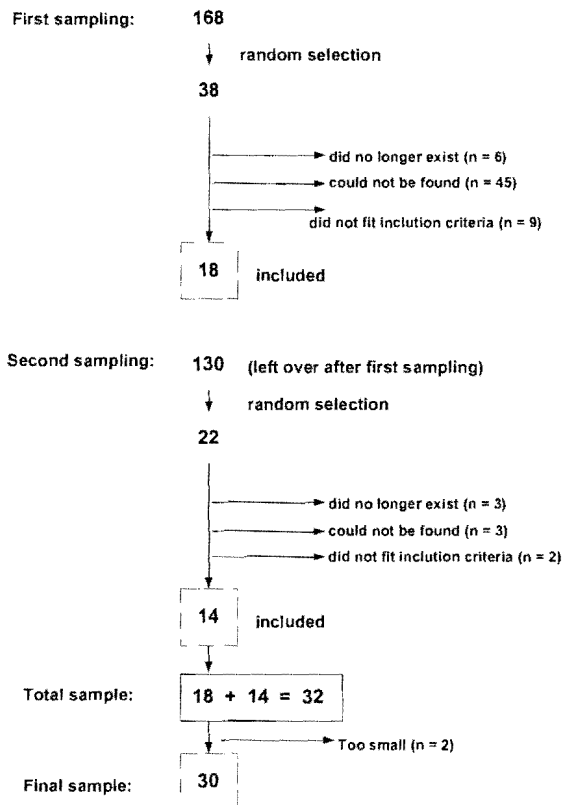 First sampling: 168
random selection
38
did no longer exist (n = 6)
could not be found (n = 45)
did not fit inclution criteria (n = 9)
18 included
Second sampling: 130 (left over after first sampling)
random selection
22
did no longer exist (n = 3)
could not be found (n = 3)
did not fit inclution criteria (n = 2)
14 included
Total sample: 18 + 14 = 32
Too small (n = 2)
Final sample: 30